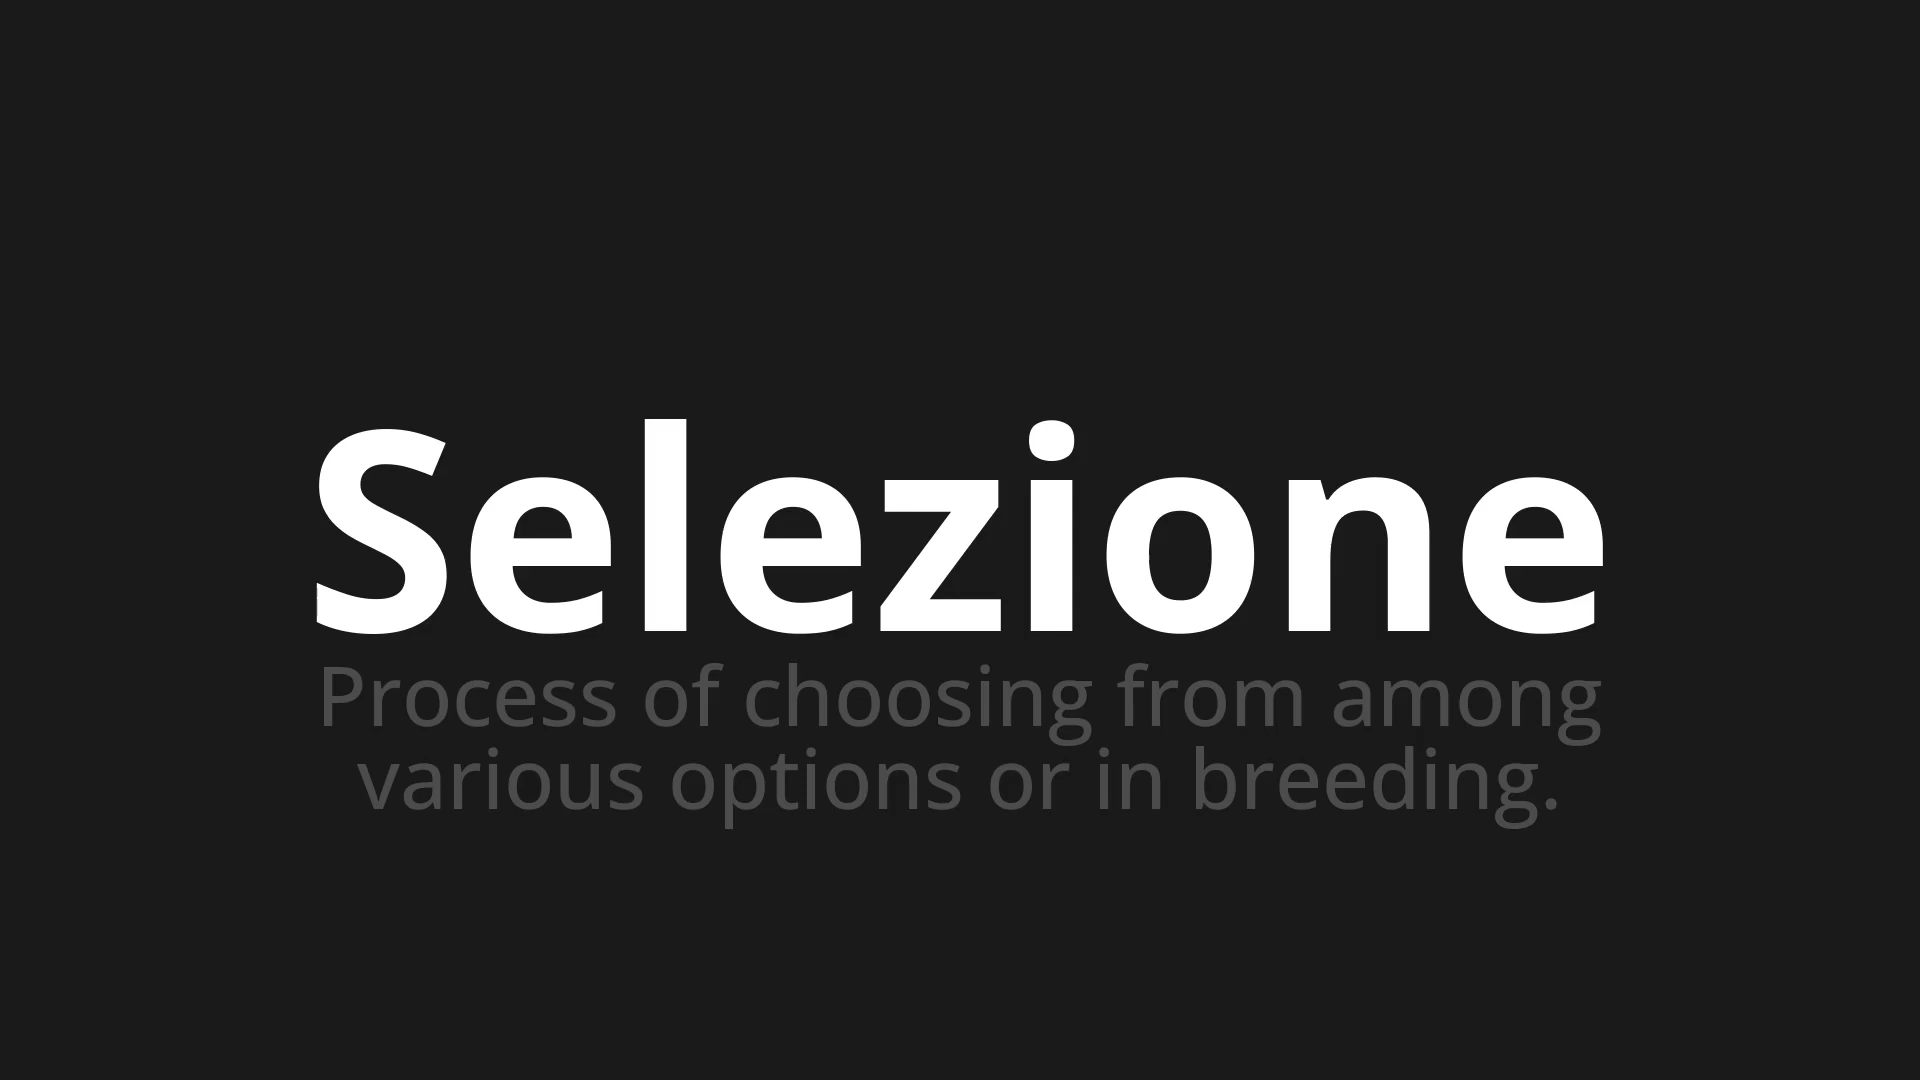 Selezione
Process of choosing from among
various options or in breeding.